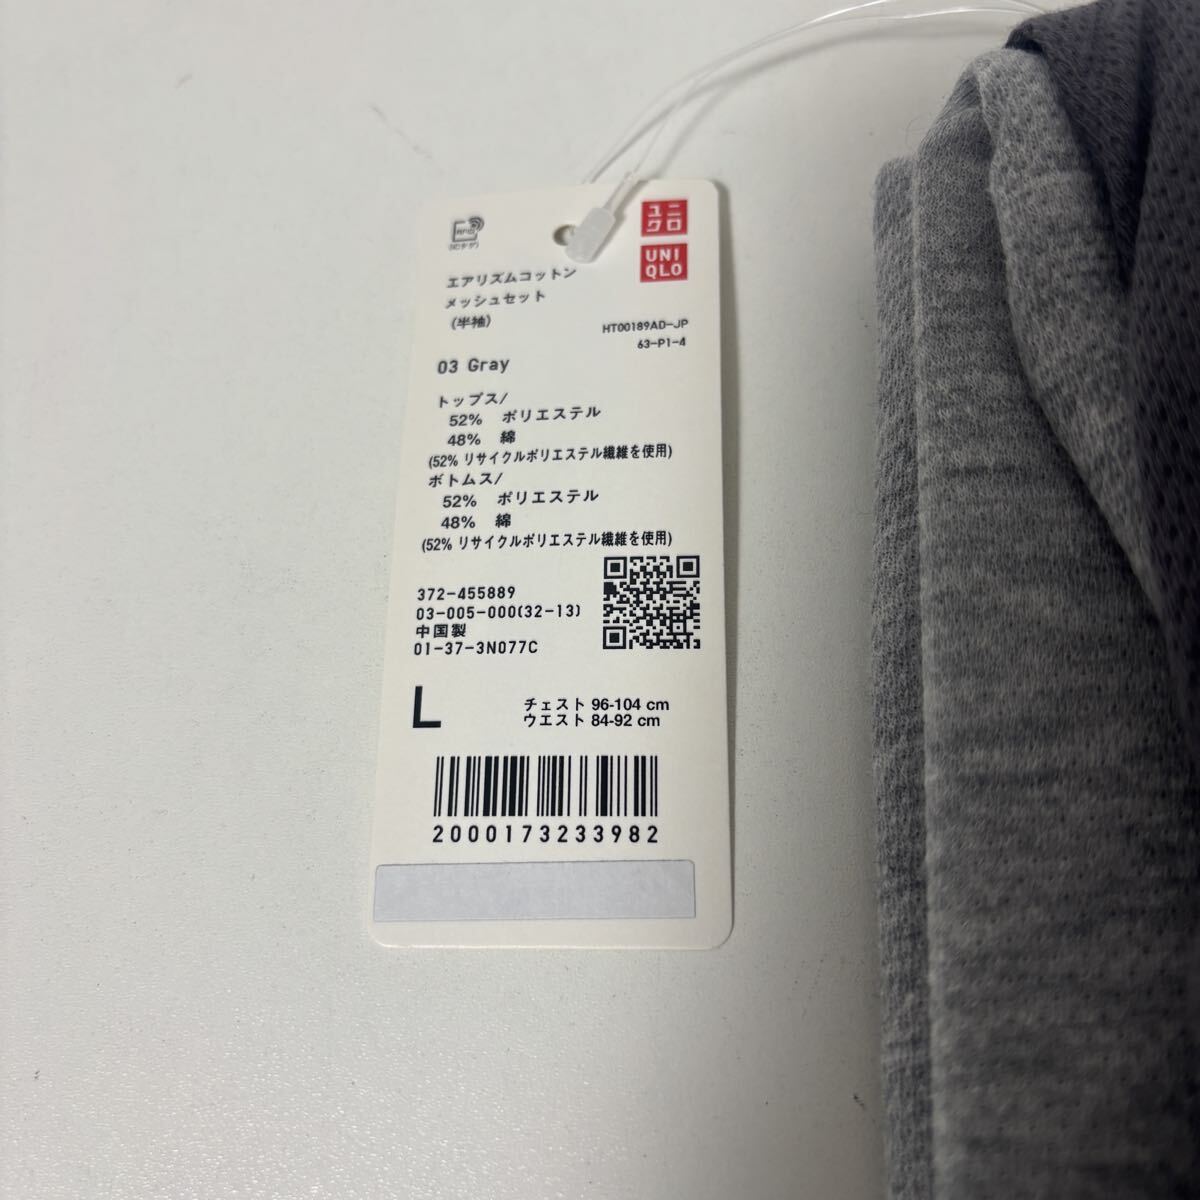 RFID
(ICタグ)
ユニ
クロ
UNI
QLO
エアリズムコットン
メッシュセット
(半袖)
HT00189AD-JP
63-P1-4
03 Gray
トップス/
52% ポリエステル
48% 綿
(52% リサイクルポリエステル繊維を使用)
ボトムス/
52% ポリエステル
48% 綿
(52% リサイクルポリエステル繊維を使用)
372-455889
03-005-000(32-13)
中国製
01-37-3N077C
L
チェスト 96-104 cm
ウエスト 84-92 cm
2000173233982